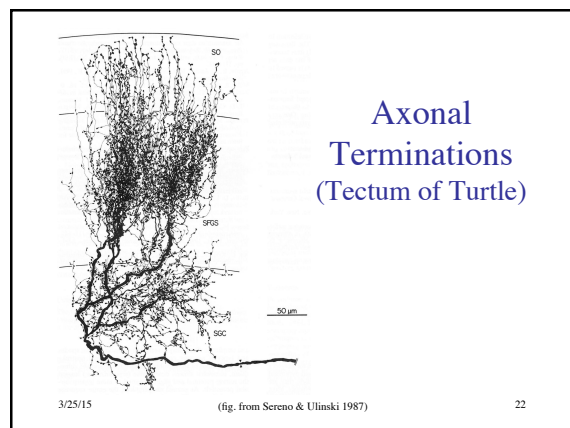 SO
Axonal
Terminations
(Tectum of Turtle)
SFGS
50 µm
SGC
3/25/15
(fig. from Sereno & Ulinski 1987)
22